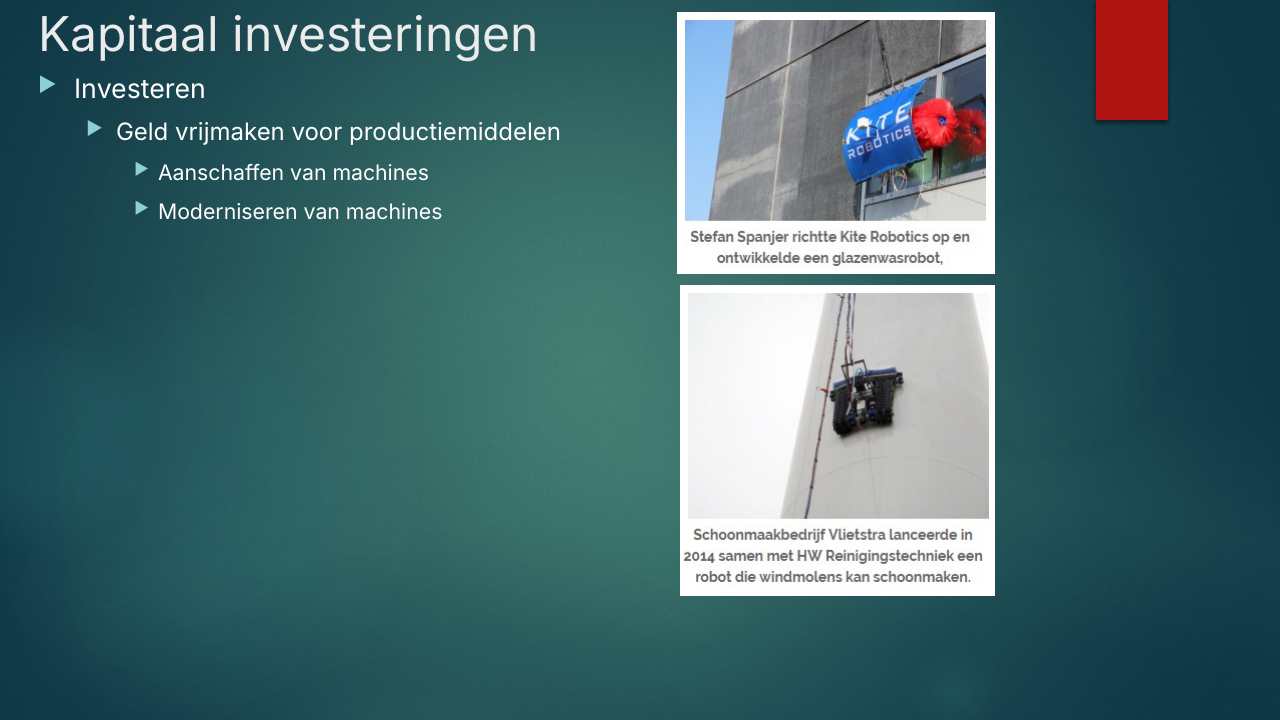 Kapitaal investeringen
Investeren
Geld vrijmaken voor productiemiddelen
Aanschaffen van machines
Moderniseren van machines
KITE
ROBOTICS
Stefan Spanjer richtte Kite Robotics op en
ontwikkelde een glazenwasrobot,
Schoonmaakbedrijf Vlietstra lanceerde in
2014 samen met HW Reinigingstechniek een
robot die windmolens kan schoonmaken.